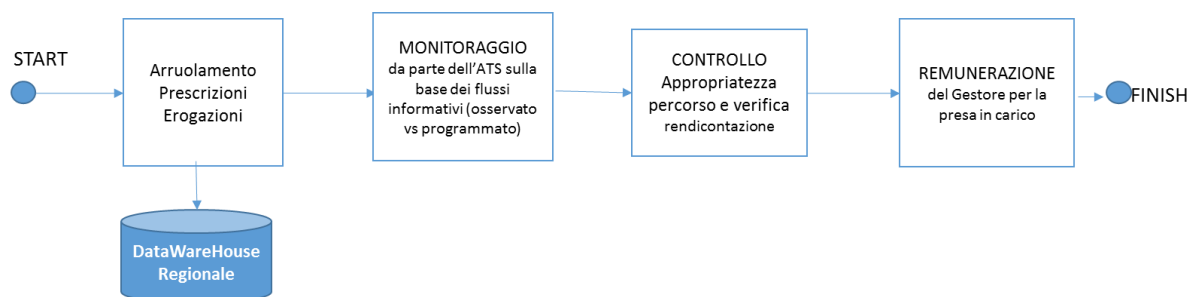 START
Arruolamento
Prescrizioni
Erogazioni
DataWareHouse
Regionale
MONITORAGGIO
da parte dell'ATS sulla
base dei flussi
informativi (osservato
vs programmato)
CONTROLLO
Appropriatezza
percorso e verifica
rendicontazione
REMUNERAZIONE
del Gestore per la
presa in carico
FINISH